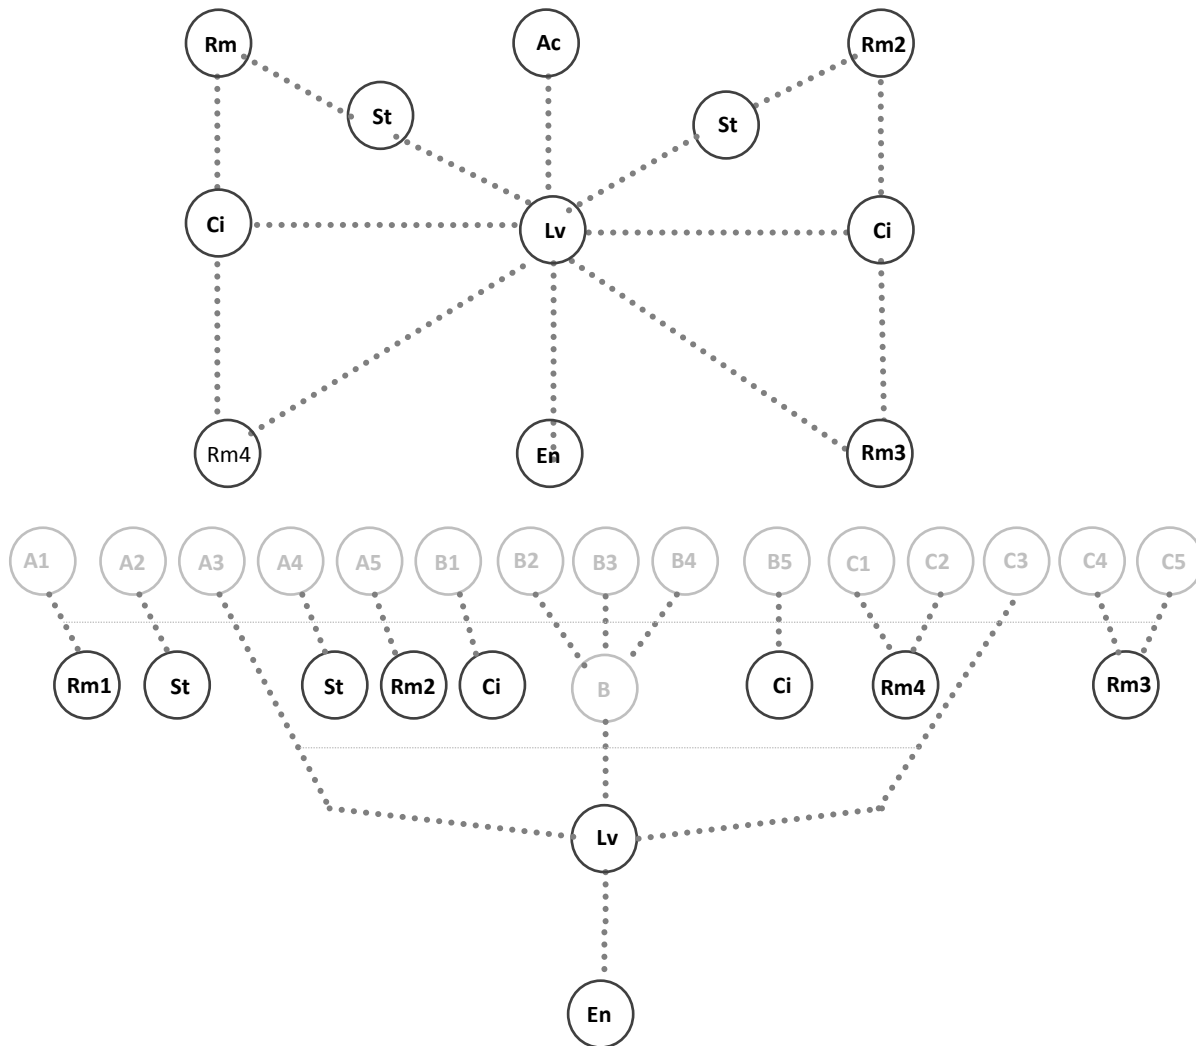 Rm Ac Rm2
St St
Ci Lv Ci
Rm4 En Rm3
A1 A2 A3 A4 A5 B1 B2 B3 B4 B5 C1 C2 C3 C4 C5
Rm1 St St Rm2 Ci B Ci Rm4 Rm3
Lv
En